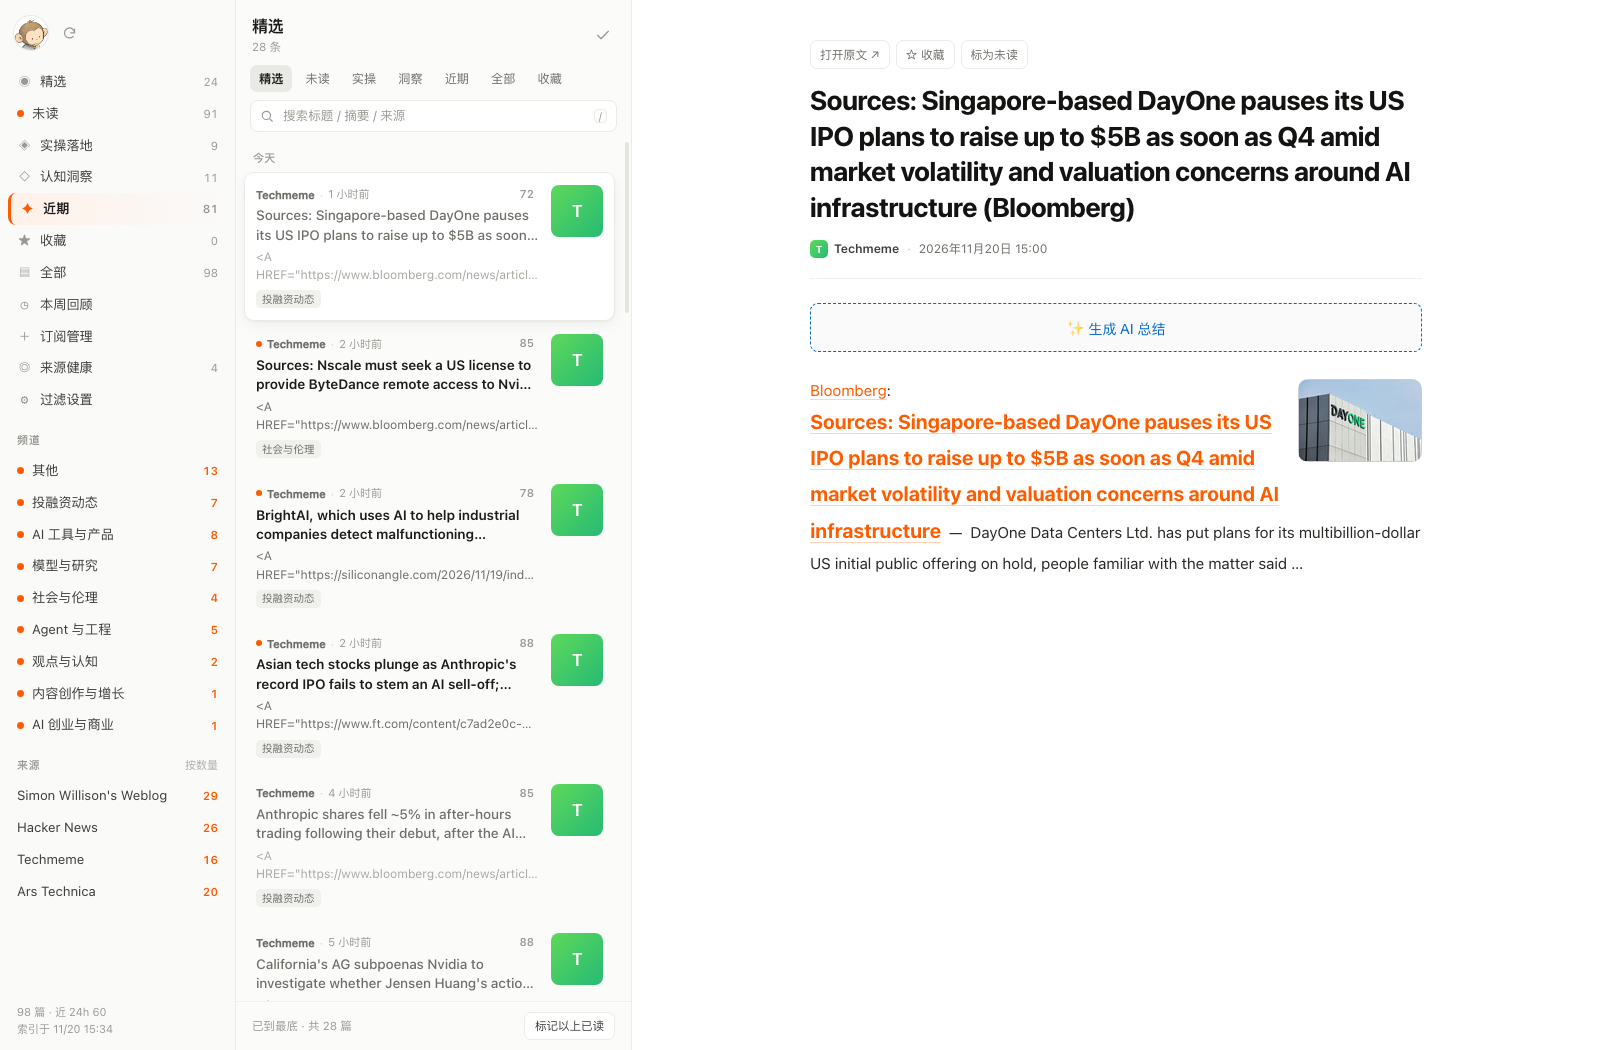 精选 24
未读 91
实操落地 9
认知洞察 11
近期 81
收藏 0
全部 98
本周回顾
订阅管理
来源健康 4
过滤设置
频道
其他 13
投融资动态 7
AI 工具与产品 8
模型与研究 7
社会与伦理 4
Agent 与工程 5
观点与认知 2
内容创作与增长 1
AI 创业与商业 1
来源 按数量
Simon Willison's Weblog 29
Hacker News 26
Techmeme 16
Ars Technica 20
98 篇 · 近 24h 60
索引于 11/20 15:34
精选
28 条
精选 未读 实操 洞察 近期 全部 收藏
搜索标题 / 摘要 / 来源 /
今天
Techmeme · 1 小时前 72
T
Sources: Singapore-based DayOne pauses
its US IPO plans to raise up to $5B as soon...
<A
HREF="https://www.bloomberg.com/news/articl...
投融资动态
Techmeme · 2 小时前 85
T
Sources: Nscale must seek a US license to
provide ByteDance remote access to Nvi...
<A
HREF="https://www.bloomberg.com/news/articl...
社会与伦理
Techmeme · 2 小时前 78
T
BrightAI, which uses AI to help industrial
companies detect malfunctioning...
<A
HREF="https://siliconangle.com/2026/11/19/ind...
投融资动态
Techmeme · 2 小时前 88
T
Asian tech stocks plunge as Anthropic's
record IPO fails to stem an AI sell-off;...
<A
HREF="https://www.ft.com/content/c7ad2e0c-...
投融资动态
Techmeme · 4 小时前 85
T
Anthropic shares fell ~5% in after-hours
trading following their debut, after the AI...
<A
HREF="https://www.bloomberg.com/news/articl...
投融资动态
Techmeme · 5 小时前 88
T
California's AG subpoenas Nvidia to
investigate whether Jensen Huang's actio...
已到最底 · 共 28 篇 标记以上已读
打开原文 ↗ ☆ 收藏 标为未读
Sources: Singapore-based DayOne pauses its US
IPO plans to raise up to $5B as soon as Q4 amid
market volatility and valuation concerns around AI
infrastructure (Bloomberg)
T Techmeme · 2026年11月20日 15:00
✨ 生成 AI 总结
Bloomberg:
Sources: Singapore-based DayOne pauses its US
IPO plans to raise up to $5B as soon as Q4 amid
market volatility and valuation concerns around AI
infrastructure — DayOne Data Centers Ltd. has put plans for its multibillion-dollar
US initial public offering on hold, people familiar with the matter said ...
DAYONE